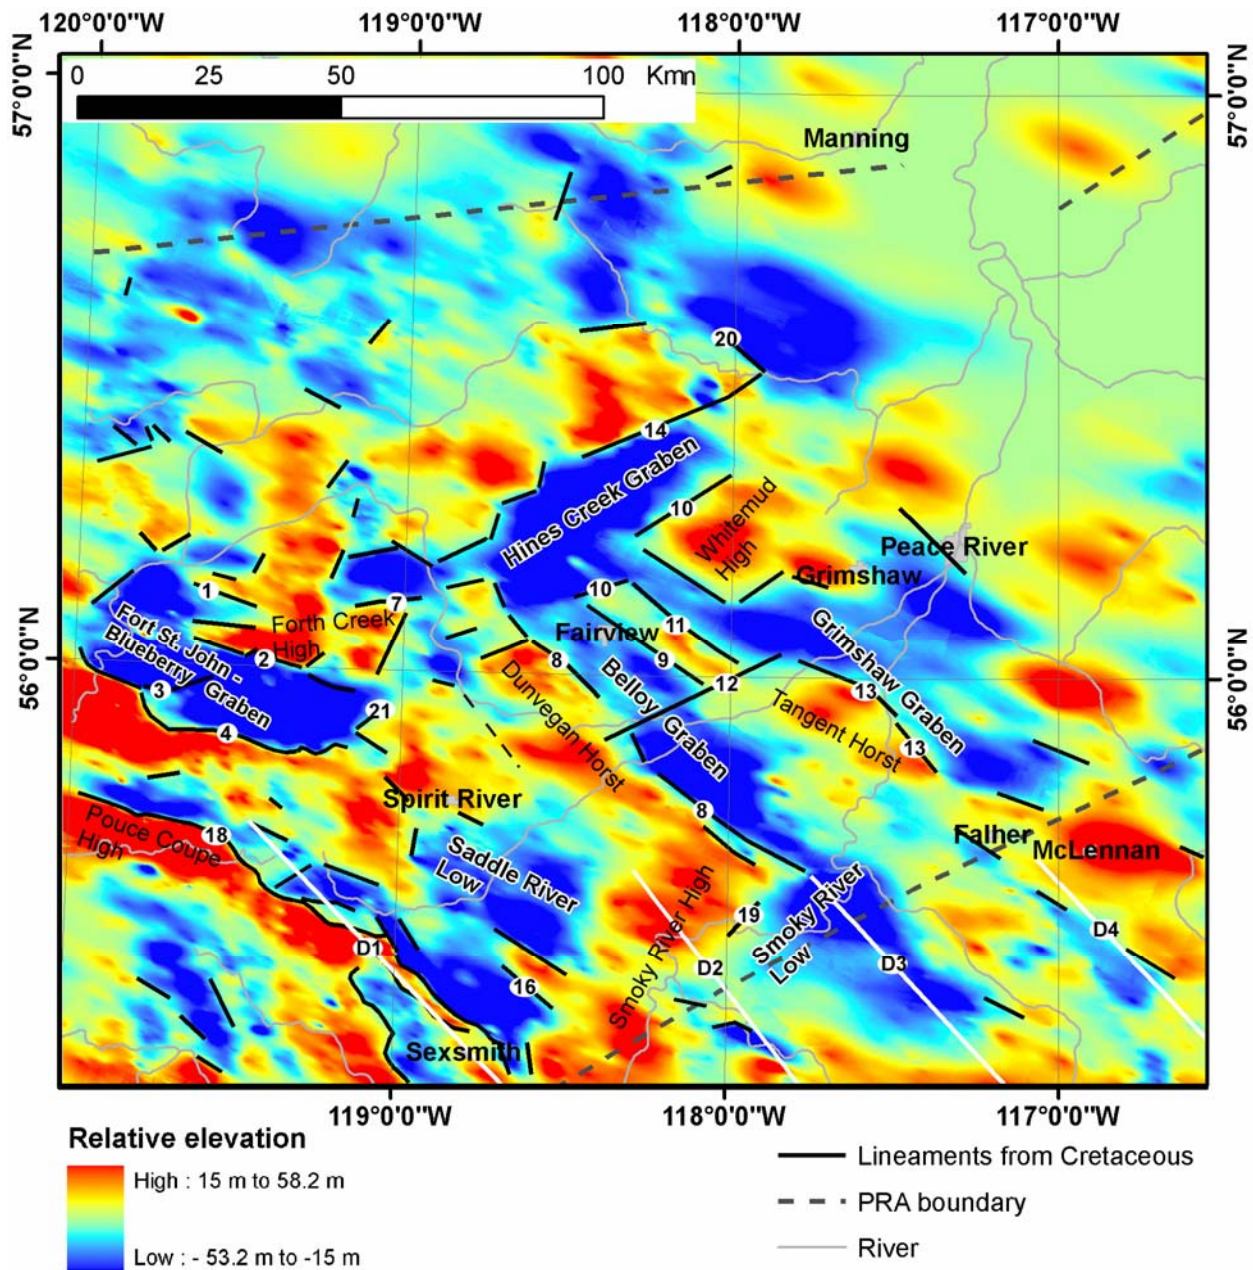 120°0'0"W 119°0'0"W 118°0'0"W 117°0'0"W
57°0'0"N
57°0'0"N
0 25 50 100 Kmn
Manning
20
14
Hines Creek Graben
10
Whitemud
High
Peace River
Grimshaw
1
10
7
Forth Creek
High
Fort St. John -
Blueberry Graben
2
3
4
21
56°0'0"N
56°0'0"N
Fairview
11
9
8
12
13
13
Grimshaw Graben
Belloy Graben
Dunvegan Horst
Tangent Horst
Spirit River
8
Pouce Coupe
High
18
Saddle River
Low
Falher
McLennan
Smoky River High
19
Smoky River
Low
D1
D2
D3
D4
16
Sexsmith
119°0'0"W 118°0'0"W 117°0'0"W
Relative elevation
High : 15 m to 58.2 m
Low : - 53.2 m to -15 m
Lineaments from Cretaceous
PRA boundary
River